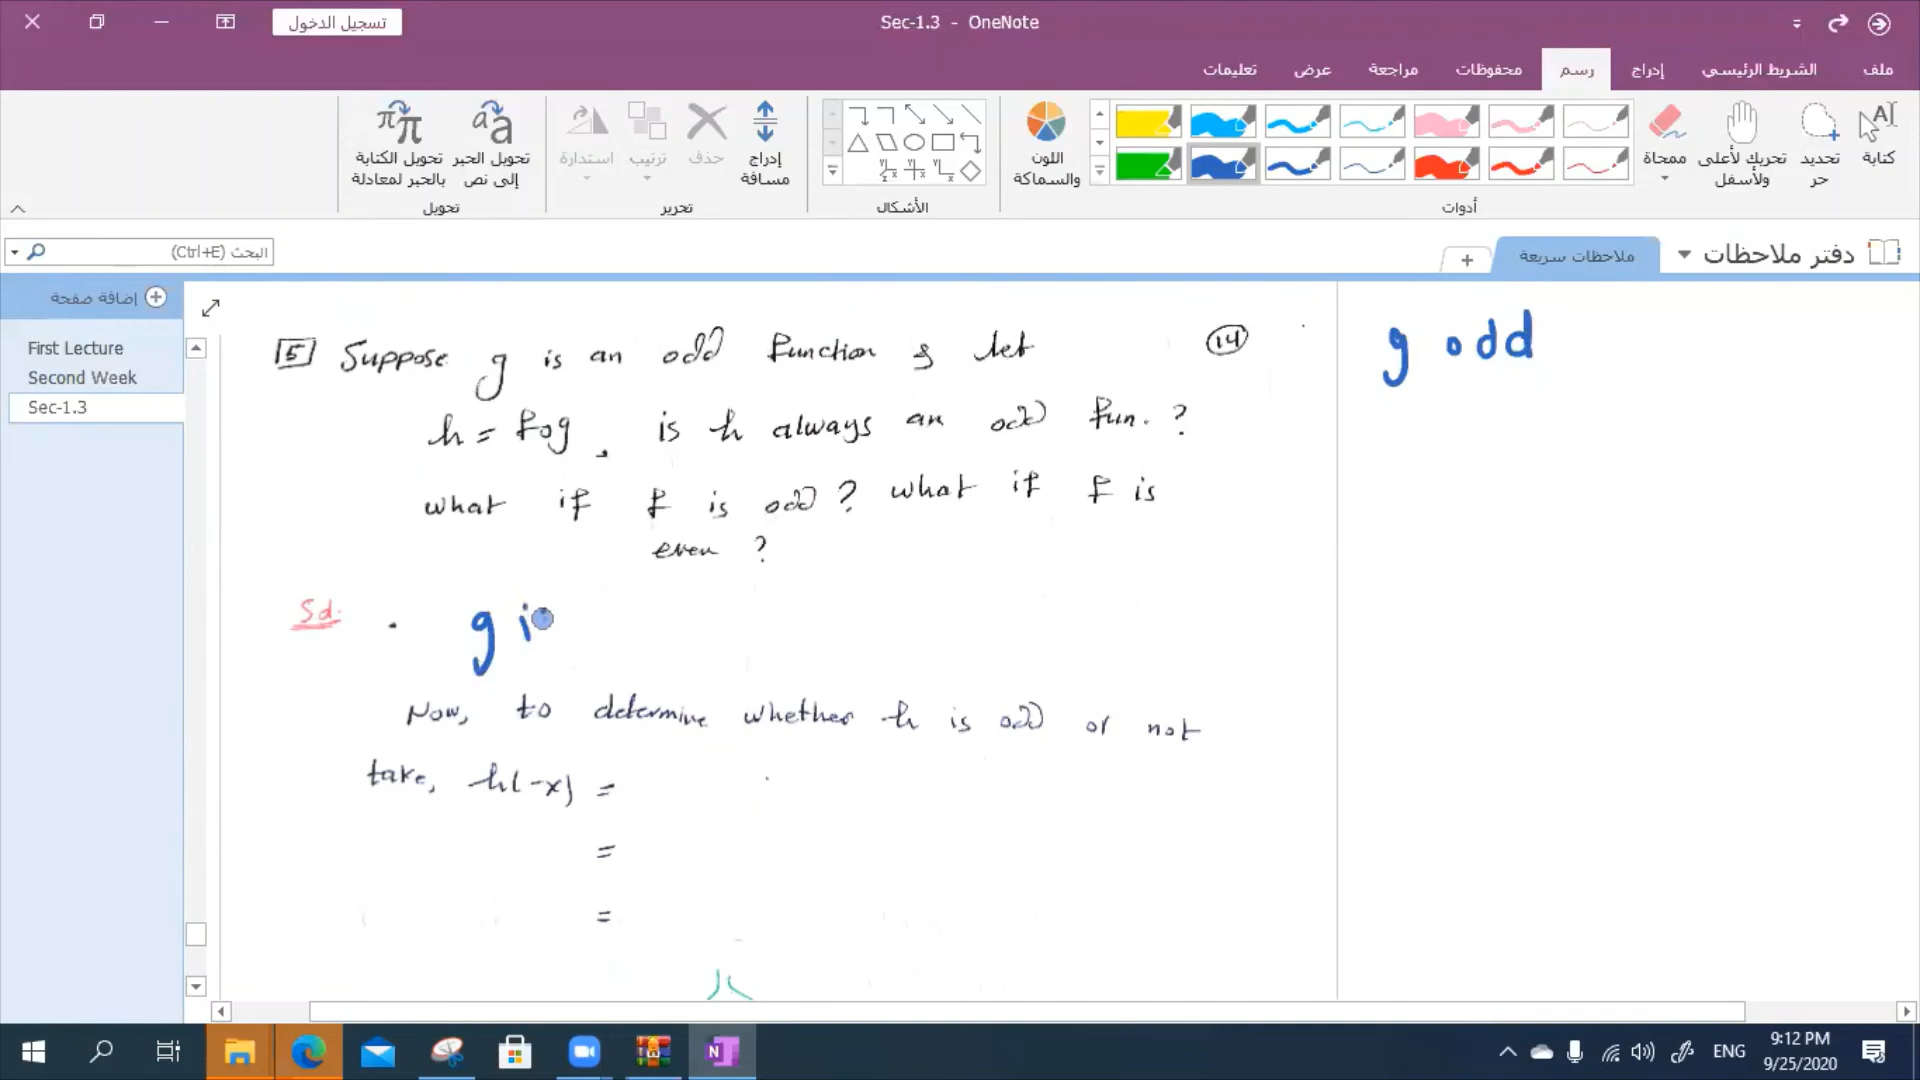 تسجيل الدخول
Sec-1.3 - OneNote
ملف
الشريط الرئيسي
إدراج
رسم
محفوظات
مراجعة
عرض
تعليمات
كتابة
تحديد حر
تحريك لأعلى ولأسفل
ممحاة
أدوات
اللون والسماكة
الأشكال
إدراج مسافة
حذف
ترتيب
استدارة
تحرير
تحويل الحبر إلى نص
تحويل الكتابة بالحبر لمعادلة
تحويل
دفتر ملاحظات
ملاحظات سريعة
+
البحث (Ctrl+E)
إضافة صفحة
First Lecture
Second Week
Sec-1.3
[5] Suppose g is an odd function & let
(14)
h = fog, is h always an odd fun. ?
what if f is odd ? what if f is
even ?
g odd
Sol.
g i
Now, to determine whether h is odd or not
take, h(-x) =
=
=
ENG
9:12 PM
9/25/2020